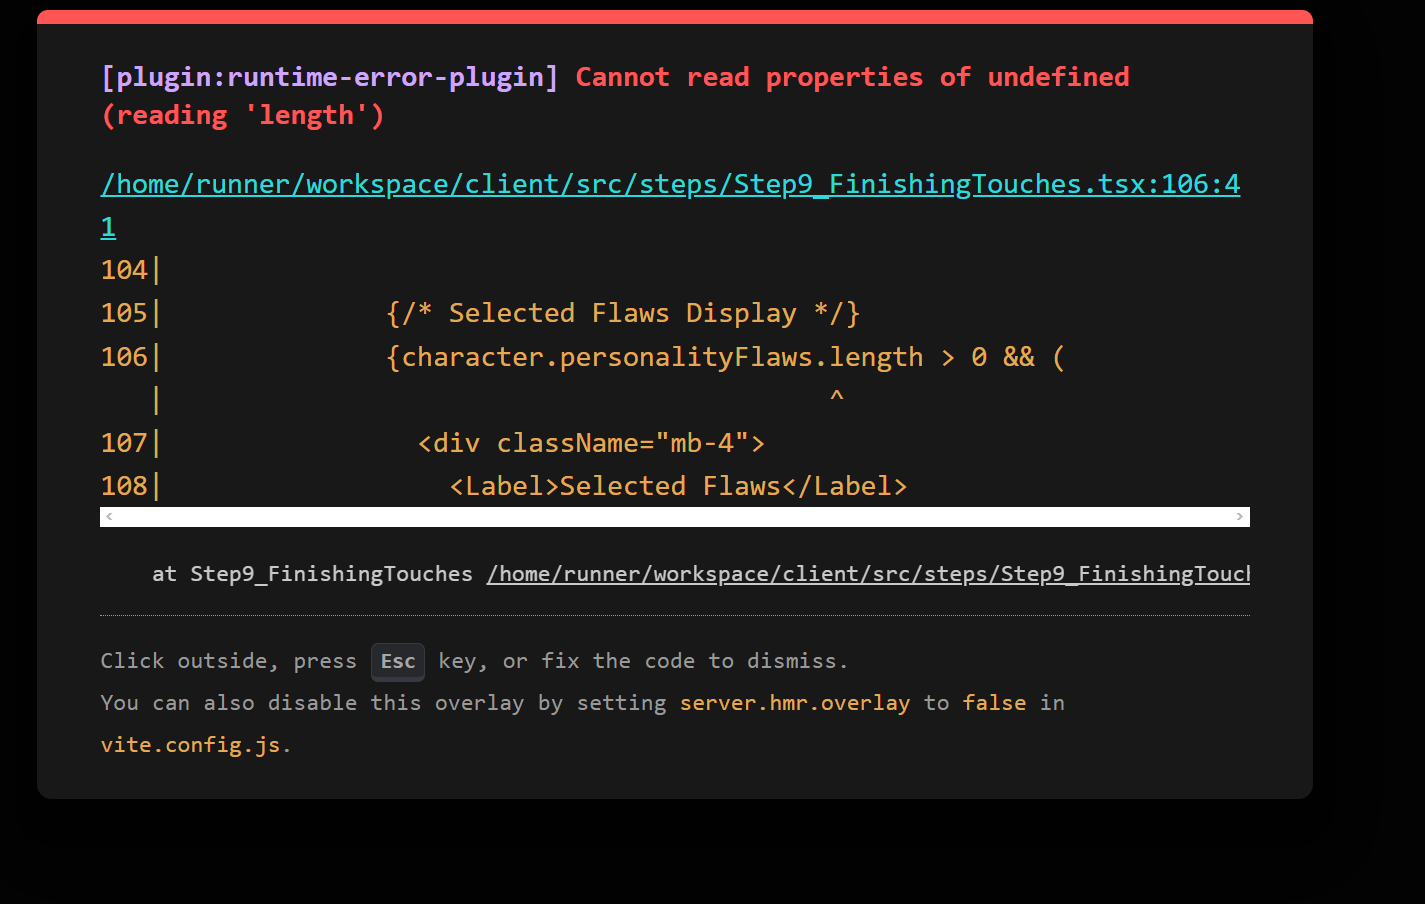 [plugin:runtime-error-plugin] Cannot read properties of undefined
(reading 'length')
/home/runner/workspace/client/src/steps/Step9_FinishingTouches.tsx:106:4
1
104|
105|              {/* Selected Flaws Display */}
106|              {character.personalityFlaws.length > 0 && (
   |                                          ^
107|                <div className="mb-4">
108|                  <Label>Selected Flaws</Label>
at Step9_FinishingTouches /home/runner/workspace/client/src/steps/Step9_FinishingTouch
Click outside, press Esc key, or fix the code to dismiss.
You can also disable this overlay by setting server.hmr.overlay to false in
vite.config.js.